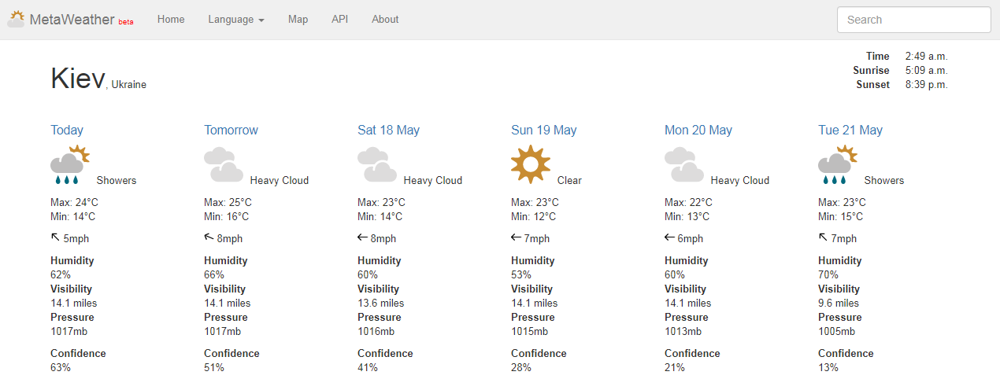 MetaWeather beta Home Language Map API About Search
Time 2:49 a.m.
Sunrise 5:09 a.m.
Sunset 8:39 p.m.
Kiev, Ukraine
Today
Showers
Max: 24°C
Min: 14°C
5mph
Humidity
62%
Visibility
14.1 miles
Pressure
1017mb
Confidence
63%
Tomorrow
Heavy Cloud
Max: 25°C
Min: 16°C
8mph
Humidity
66%
Visibility
14.1 miles
Pressure
1017mb
Confidence
51%
Sat 18 May
Heavy Cloud
Max: 23°C
Min: 14°C
8mph
Humidity
60%
Visibility
13.6 miles
Pressure
1016mb
Confidence
41%
Sun 19 May
Clear
Max: 23°C
Min: 12°C
7mph
Humidity
53%
Visibility
14.1 miles
Pressure
1015mb
Confidence
28%
Mon 20 May
Heavy Cloud
Max: 22°C
Min: 13°C
6mph
Humidity
60%
Visibility
14.1 miles
Pressure
1013mb
Confidence
21%
Tue 21 May
Showers
Max: 23°C
Min: 15°C
7mph
Humidity
70%
Visibility
9.6 miles
Pressure
1005mb
Confidence
13%